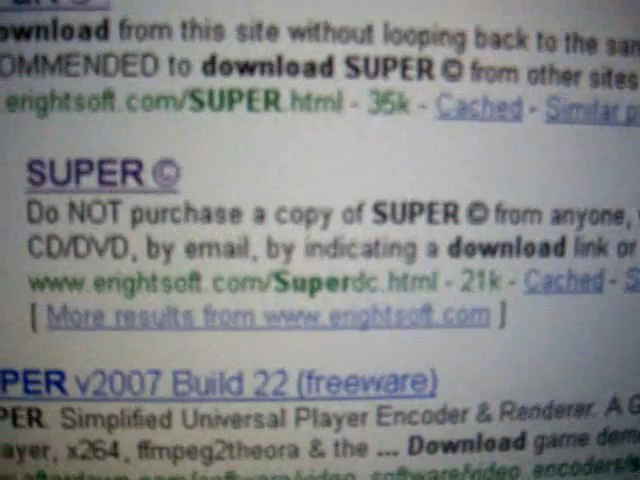 ownload from this site without looping back to the sam
OMMENDED to download SUPER © from other sites
erightsoft.com/SUPER.html - 35k - Cached - Similar p
SUPER ©
Do NOT purchase a copy of SUPER © from anyone,
CD/DVD, by email, by indicating a download link or
www.erightsoft.com/Superdc.html - 21k - Cached - S
[ More results from www.erightsoft.com ]
PER v2007 Build 22 (freeware)
PER. Simplified Universal Player Encoder & Renderer. A G
ayer, x264, ffmpeg2theora & the ... Download game dem
software/video_encoders/s